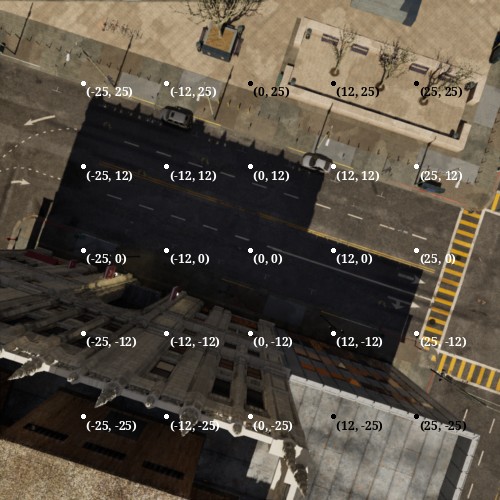 (-25, 25) (-12, 25) (0, 25) (12, 25) (25, 25)
(-25, 12) (-12, 12) (0, 12) (12, 12) (25, 12)
(-25, 0) (-12, 0) (0, 0) (12, 0) (25, 0)
(-25, -12) (-12, -12) (0, -12) (12, -12) (25, -12)
(-25, -25) (-12, -25) (0, -25) (12, -25) (25, -25)